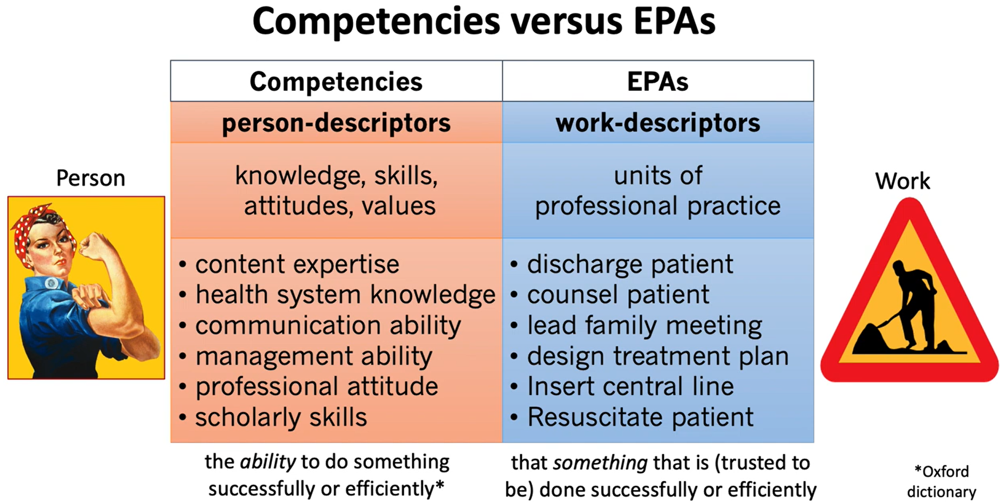 Competencies versus EPAs
Competencies
EPAs
person-descriptors
work-descriptors
knowledge, skills,
attitudes, values
units of
professional practice
Person
Work
• content expertise
• health system knowledge
• communication ability
• management ability
• professional attitude
• scholarly skills
• discharge patient
• counsel patient
• lead family meeting
• design treatment plan
• Insert central line
• Resuscitate patient
the ability to do something
successfully or efficiently*
that something that is (trusted to
be) done successfully or efficiently
*Oxford
dictionary